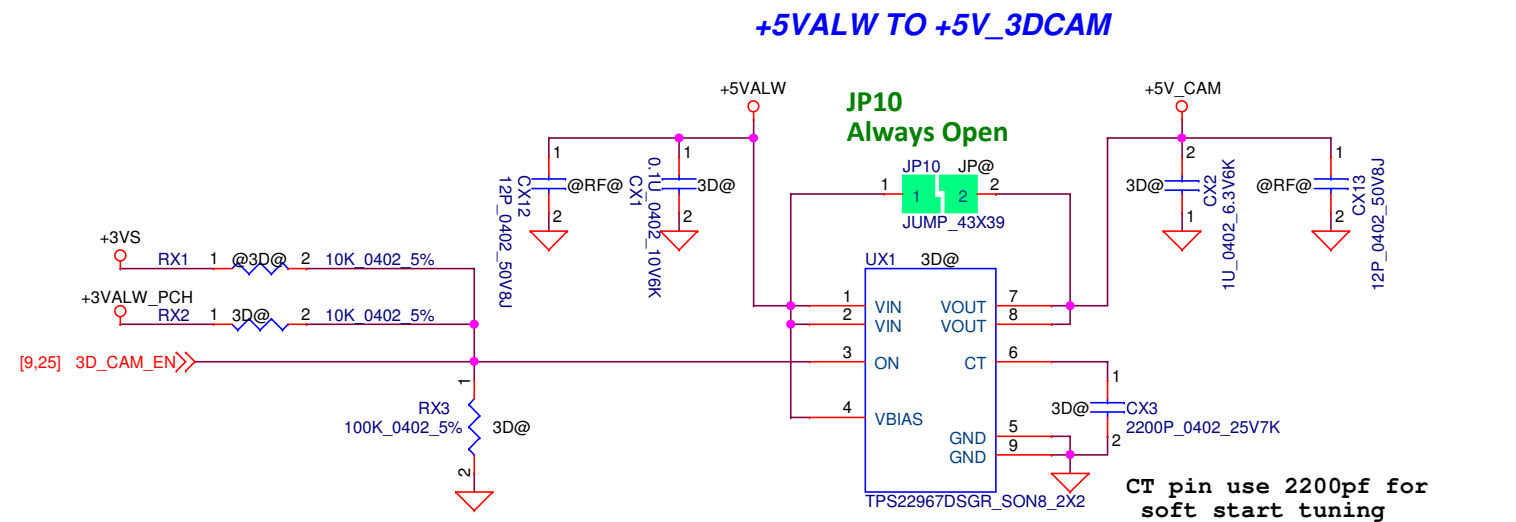 +5VALW TO +5V_3DCAM
+5VALW
JP10
Always Open
+5V_CAM
1
@RF@
2
CX12
12P_0402_50V8J
1
3D@
2
0.1U_0402_10V6K
CX1
JP10 JP@
1 1 2 2
JUMP_43X39
2
3D@
1
CX2
1U_0402_6.3V6K
1
@RF@
2
CX13
12P_0402_50V8J
+3VS
RX1 1 @3D@ 2 10K_0402_5%
+3VALW_PCH
RX2 1 3D@ 2 10K_0402_5%
[9,25] 3D_CAM_EN
1
RX3
100K_0402_5% 3D@
2
UX1 3D@
1 VIN VOUT 7
2 VIN VOUT 8
3 ON CT 6
4 VBIAS
GND 5
GND 9
TPS22967DSGR_SON8_2X2
1
3D@ CX3
2200P_0402_25V7K
2
CT pin use 2200pf for
soft start tuning